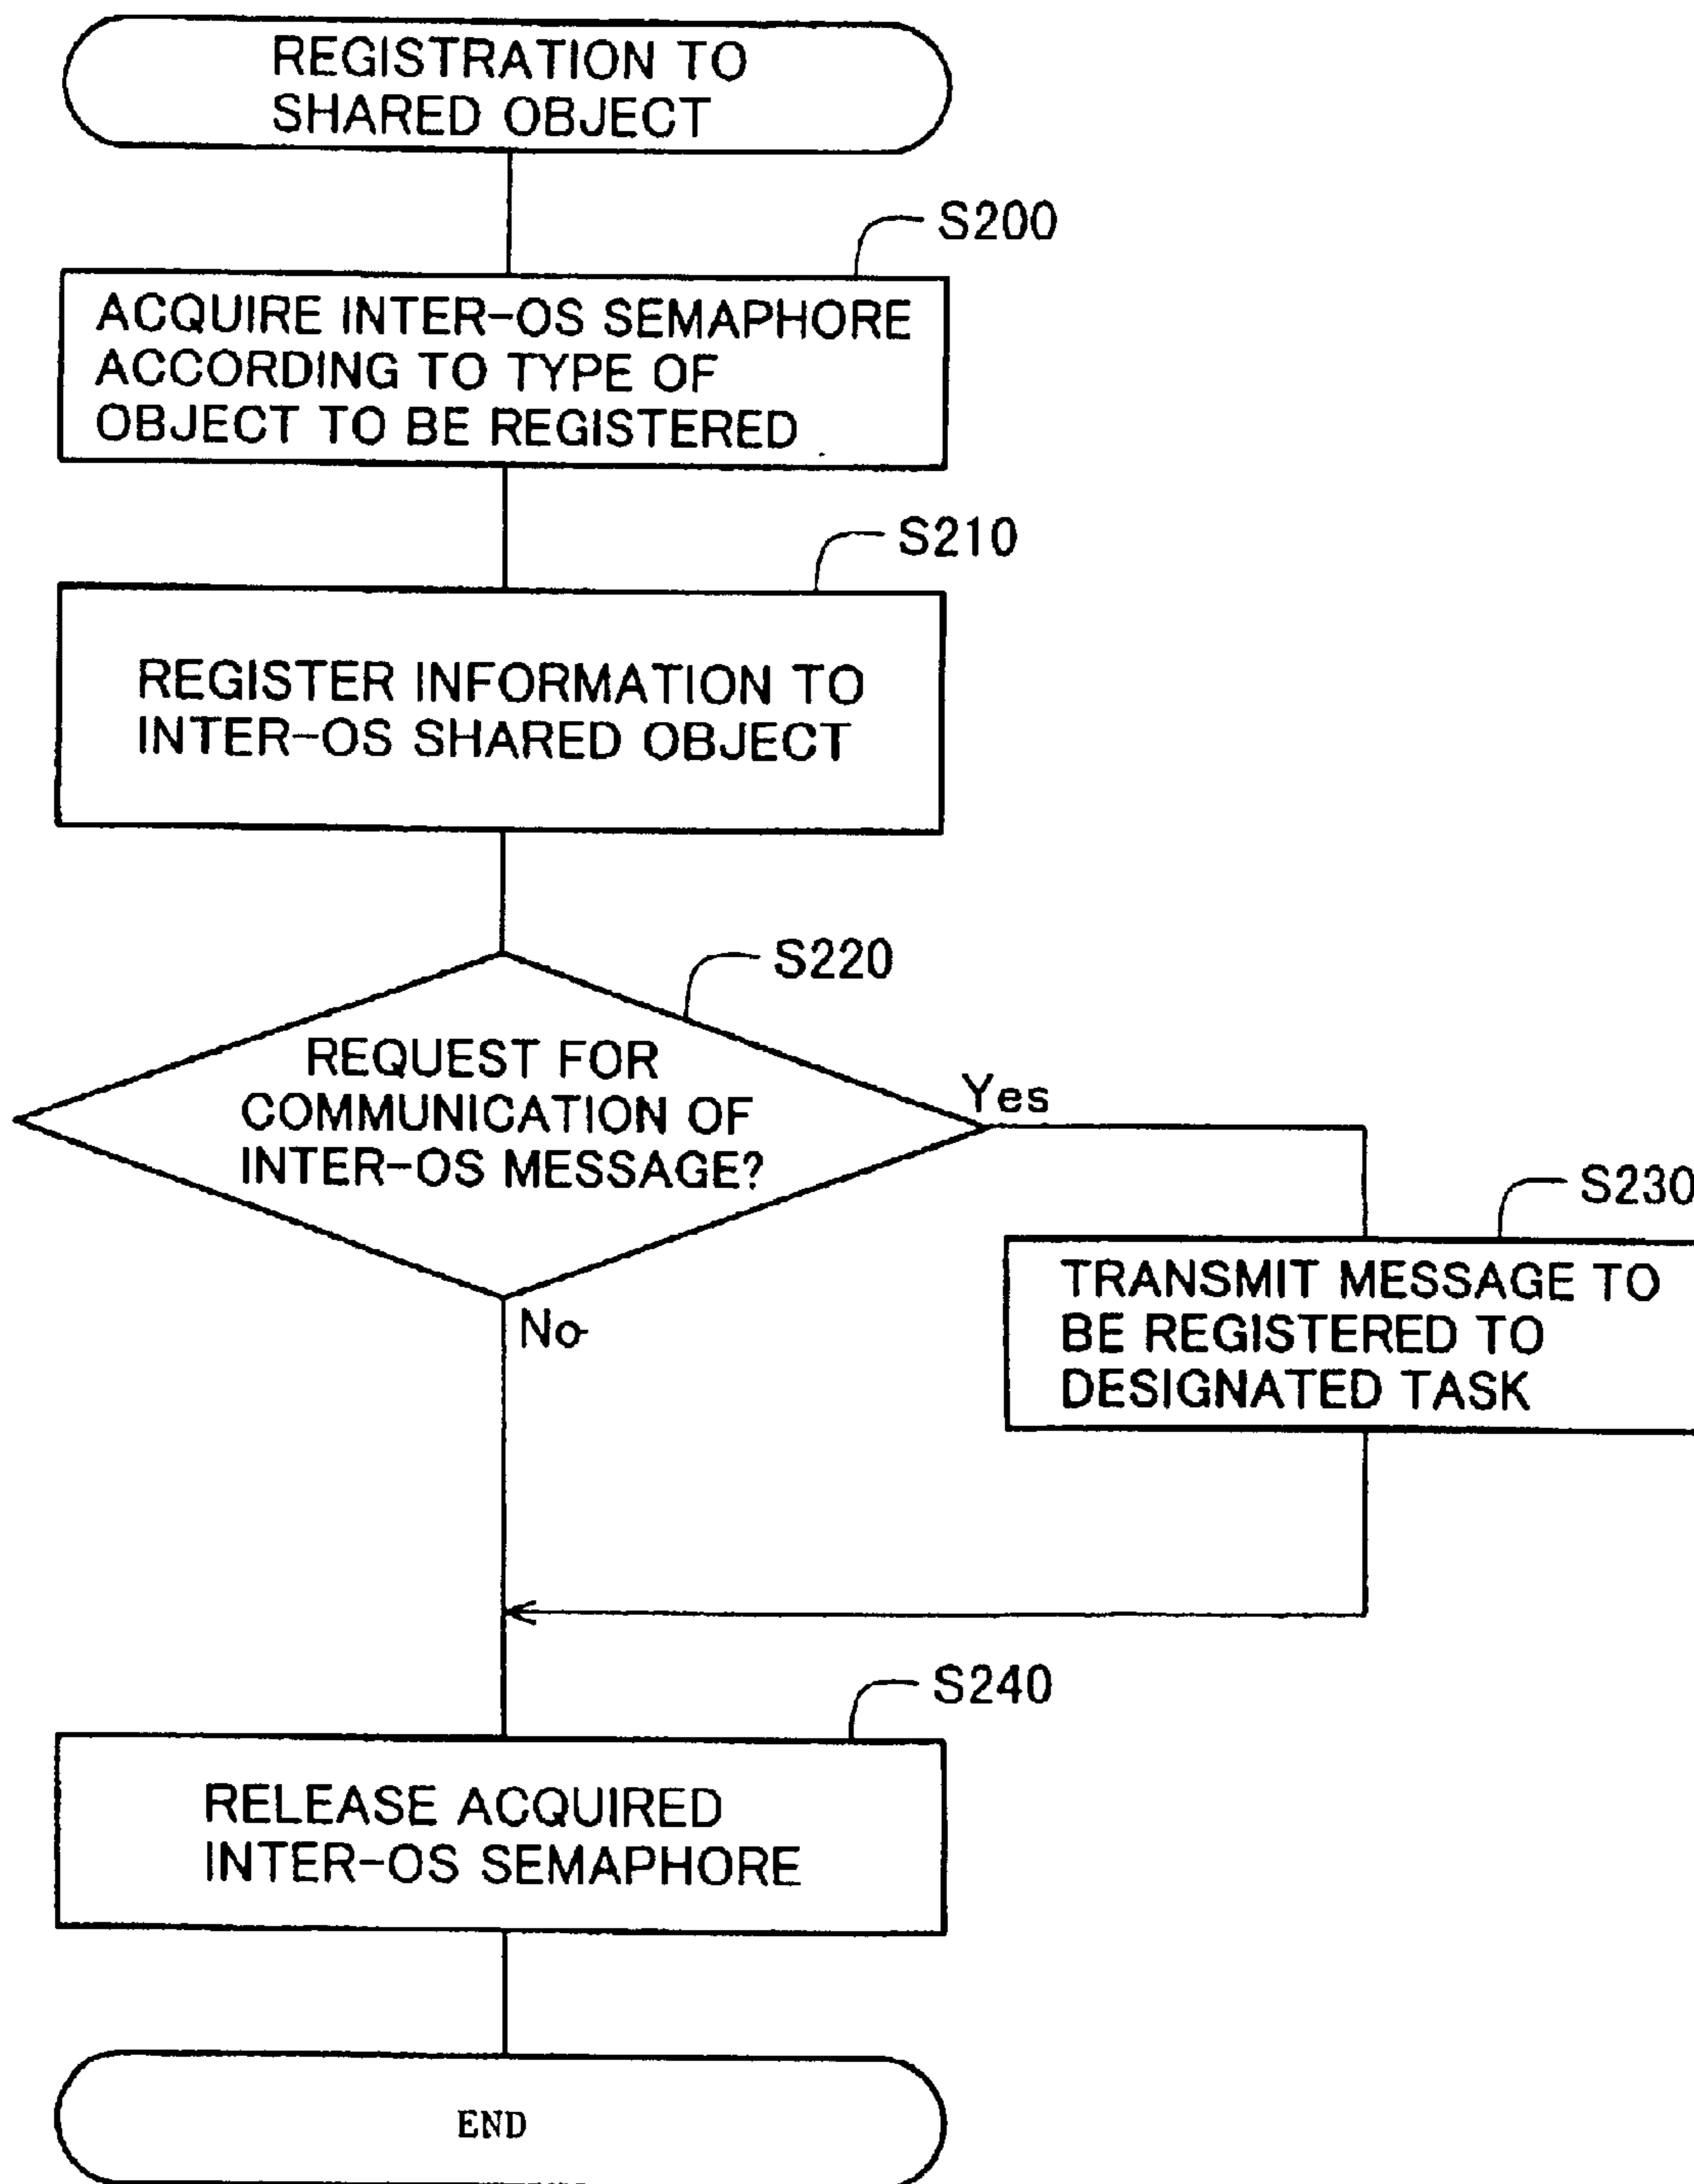 REGISTRATION TO
SHARED OBJECT
S200
ACQUIRE INTER-OS SEMAPHORE
ACCORDING TO TYPE OF
OBJECT TO BE REGISTERED
S210
REGISTER INFORMATION TO
INTER-OS SHARED OBJECT
S220
REQUEST FOR
COMMUNICATION OF
INTER-OS MESSAGE?
Yes
No
S230
TRANSMIT MESSAGE TO
BE REGISTERED TO
DESIGNATED TASK
S240
RELEASE ACQUIRED
INTER-OS SEMAPHORE
END